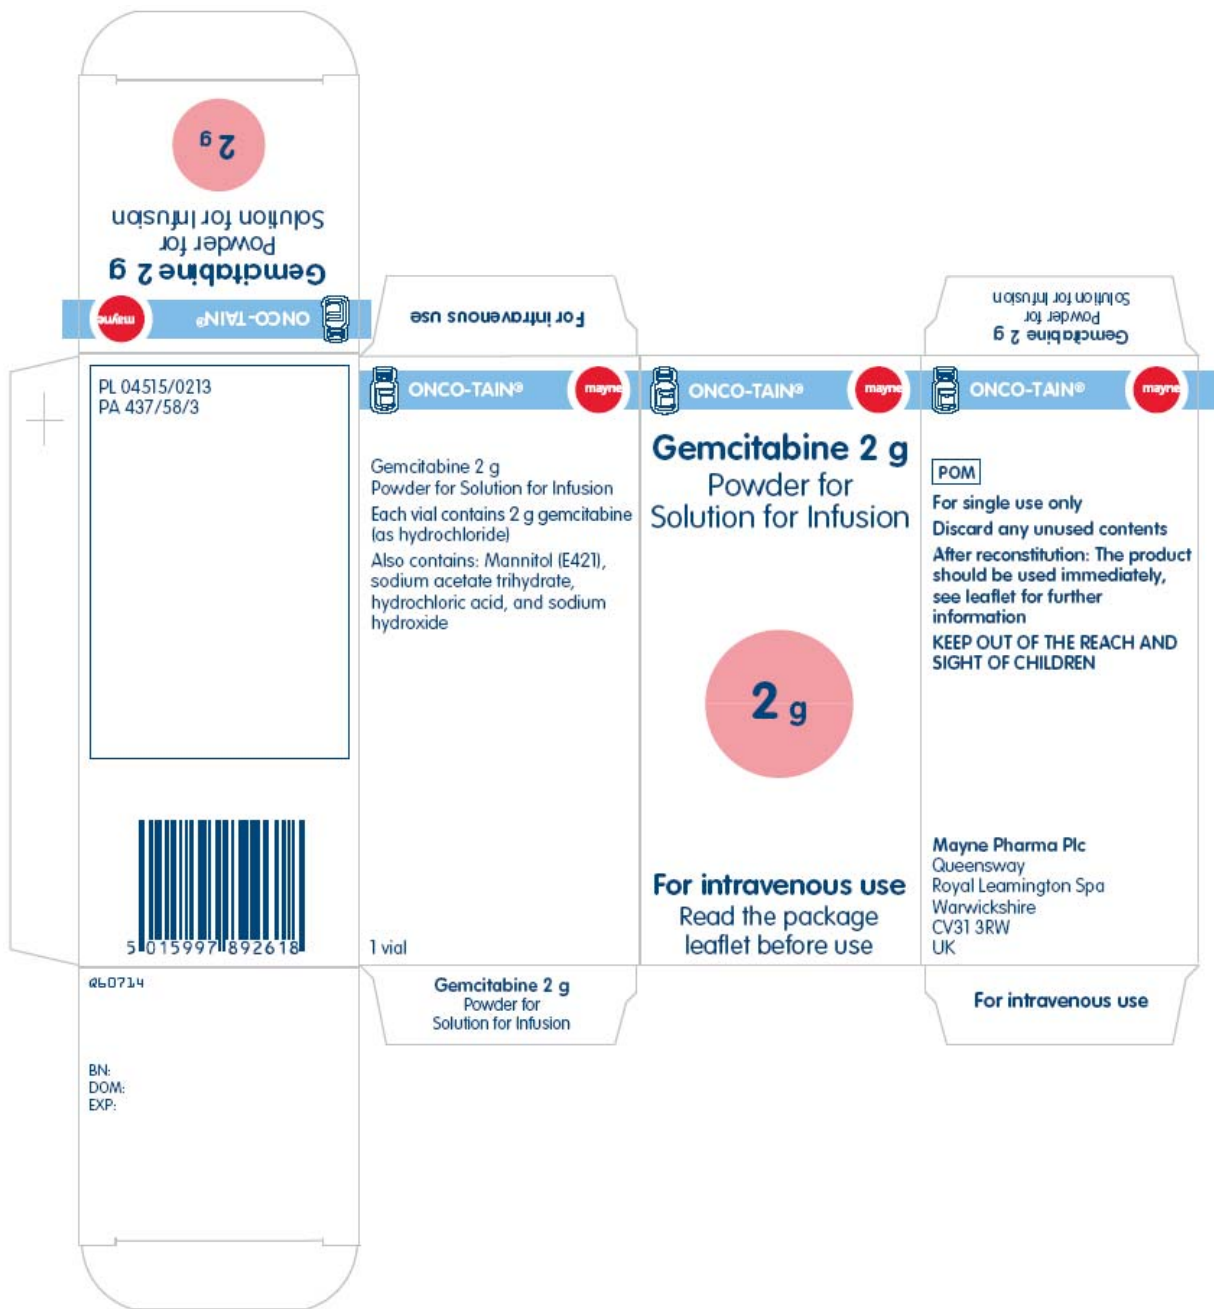 2 g
Gemcitabine 2 g
Powder for
Solution for Infusion
ONCO-TAIN®
mayne
For intravenous use
Gemcitabine 2 g
Powder for
Solution for Infusion
PL 04515/0213
PA 437/58/3
5 015997 892618
Q60714
BN:
DOM:
EXP:
ONCO-TAIN®
mayne
Gemcitabine 2 g
Powder for Solution for Infusion
Each vial contains 2 g gemcitabine
(as hydrochloride)
Also contains: Mannitol (E421),
sodium acetate trihydrate,
hydrochloric acid, and sodium
hydroxide
1 vial
Gemcitabine 2 g
Powder for
Solution for Infusion
ONCO-TAIN®
mayne
Gemcitabine 2 g
Powder for
Solution for Infusion
2 g
For intravenous use
Read the package
leaflet before use
ONCO-TAIN®
mayne
POM
For single use only
Discard any unused contents
After reconstitution: The product
should be used immediately,
see leaflet for further
information
KEEP OUT OF THE REACH AND
SIGHT OF CHILDREN
Mayne Pharma Plc
Queensway
Royal Leamington Spa
Warwickshire
CV31 3RW
UK
For intravenous use